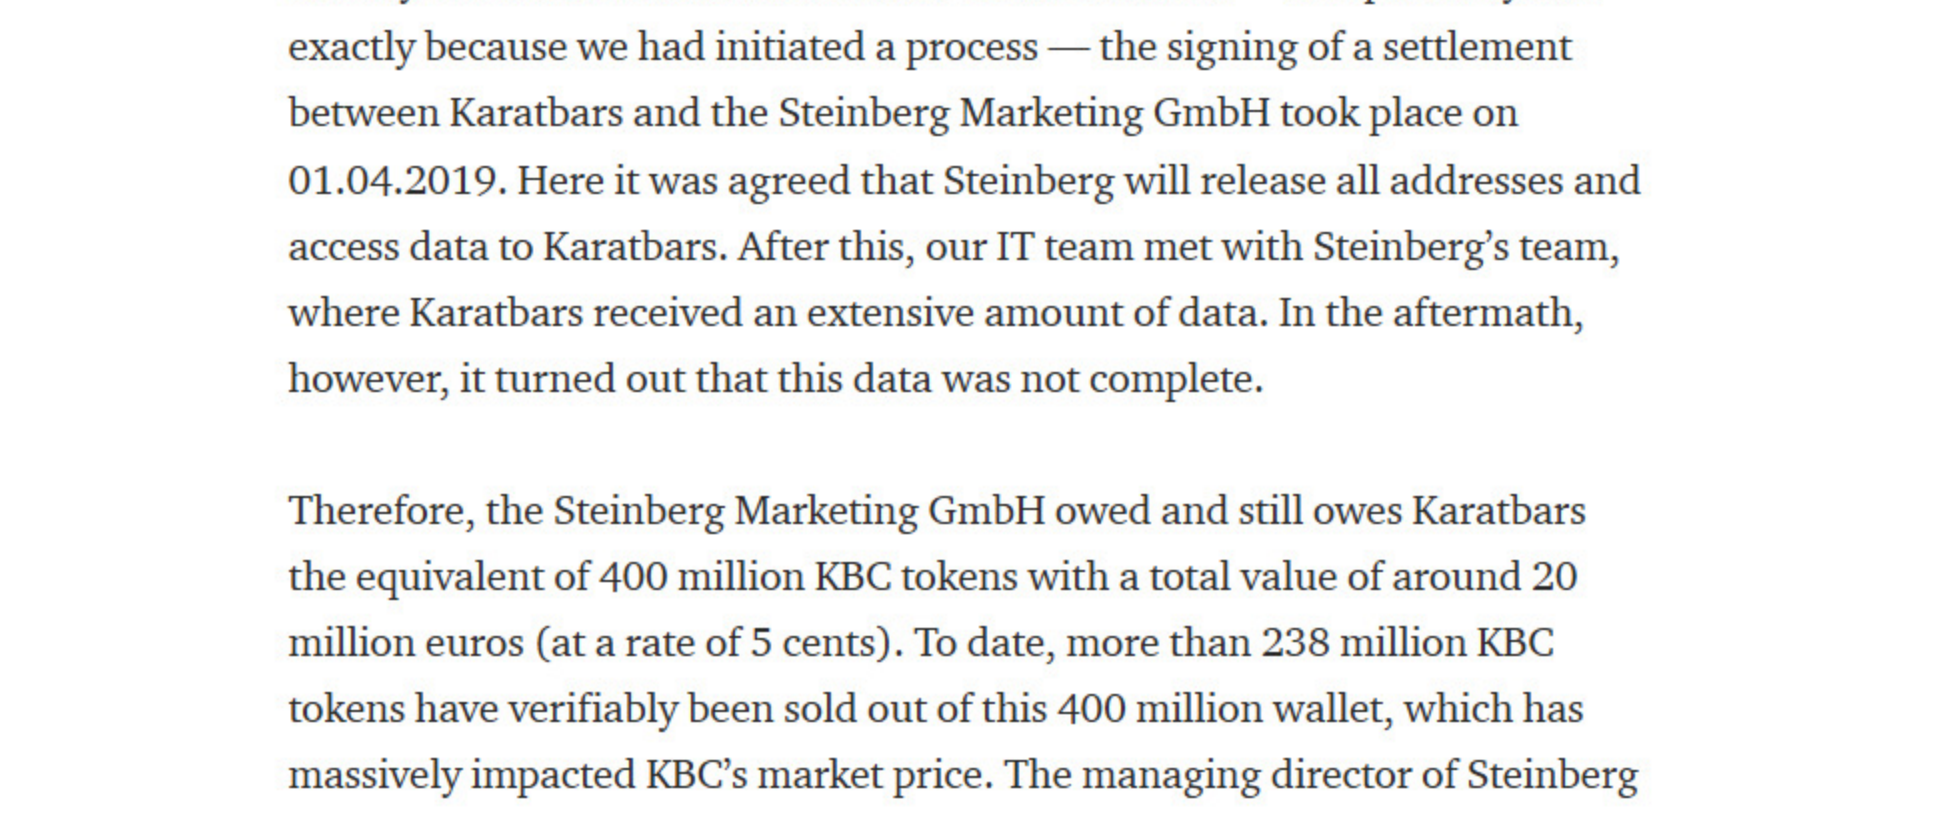 exactly because we had initiated a process — the signing of a settlement
between Karatbars and the Steinberg Marketing GmbH took place on
01.04.2019. Here it was agreed that Steinberg will release all addresses and
access data to Karatbars. After this, our IT team met with Steinberg’s team,
where Karatbars received an extensive amount of data. In the aftermath,
however, it turned out that this data was not complete.
Therefore, the Steinberg Marketing GmbH owed and still owes Karatbars
the equivalent of 400 million KBC tokens with a total value of around 20
million euros (at a rate of 5 cents). To date, more than 238 million KBC
tokens have verifiably been sold out of this 400 million wallet, which has
massively impacted KBC’s market price. The managing director of Steinberg